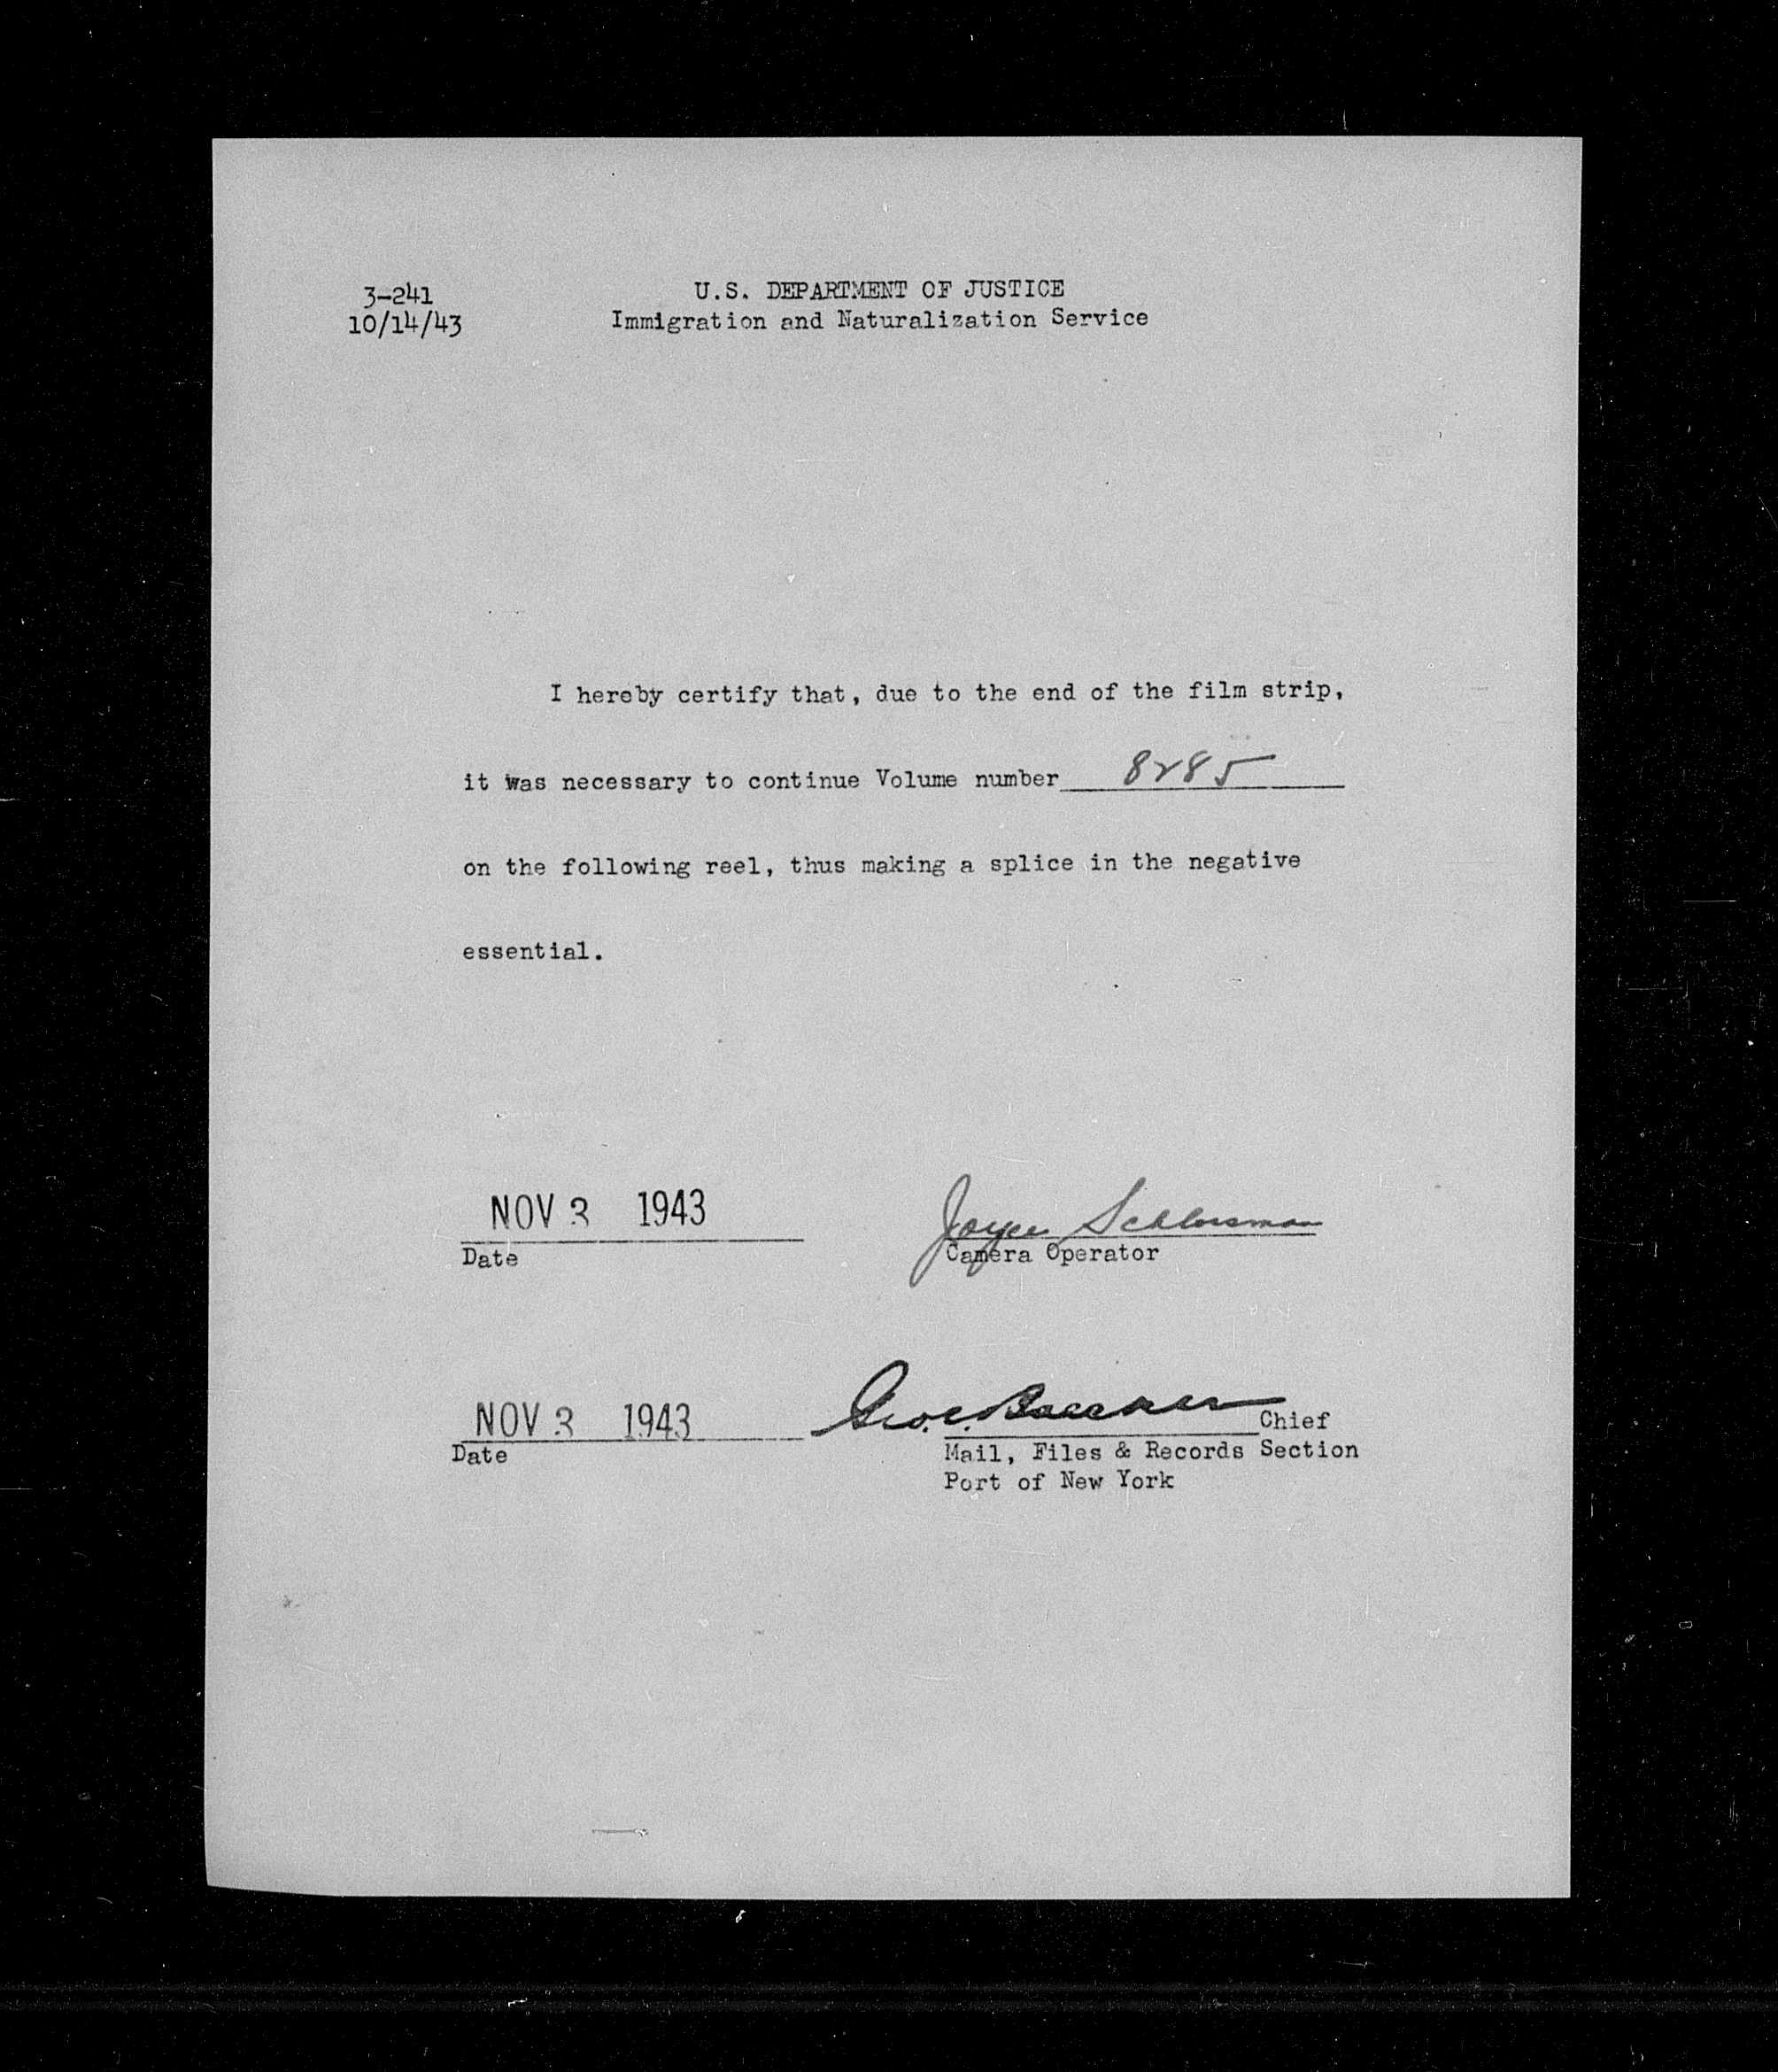 3-241
10/14/43
U.S. DEPARTMENT OF JUSTICE
Immigration and Naturalization Service
I hereby certify that, due to the end of the film strip,
it was necessary to continue Volume number 8285
on the following reel, thus making a splice in the negative
essential.
NOV 3 1943
Date
Joyce
Camera Operator
NOV 3 1943
Date
Geo.
Chief
Mail, Files & Records Section
Port of New York